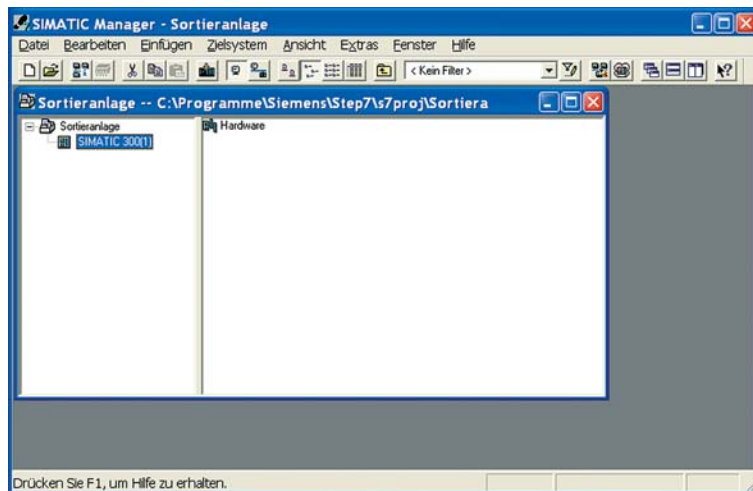 SIMATIC Manager - Sortieranlage
Datei Bearbeiten Einfügen Zielsystem Ansicht Extras Fenster Hilfe
< Kein Filter >
Sortieranlage -- C:\Programme\Siemens\Step7\s7proj\Sortiera
Sortieranlage
SIMATIC 300(1)
Hardware
Drücken Sie F1, um Hilfe zu erhalten.